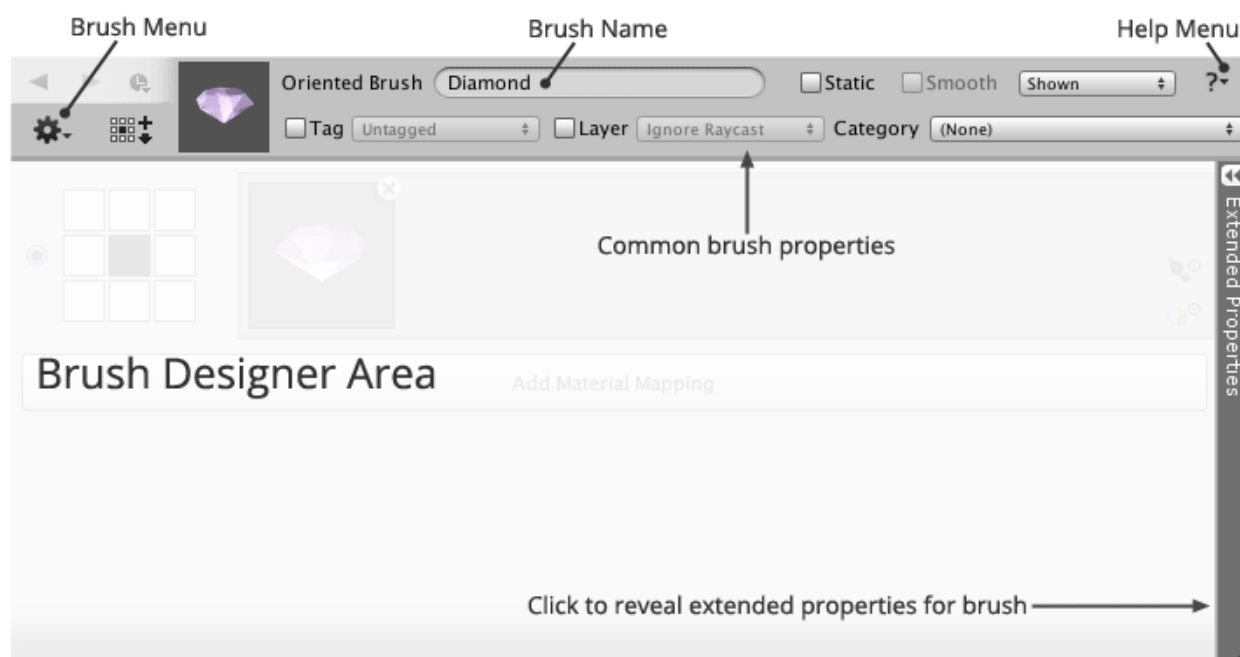 Brush Menu
Brush Name
Help Menu
Oriented Brush
Diamond
Static
Smooth
Shown
?
Tag
Untagged
Layer
Ignore Raycast
Category
(None)
Common brush properties
Extended Properties
Brush Designer Area
Add Material Mapping
Click to reveal extended properties for brush